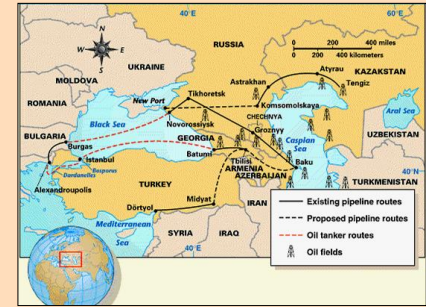 40°E
60°E
N
W
E
S
RUSSIA
0 200 400 miles
0 200 400 kilometers
UKRAINE
MOLDOVA
Atyrau
KAZAKSTAN
Astrakhan
Tengiz
Tikhoretsk
New Port
Komsomolskaya
ROMANIA
CHECHNYA
Aral Sea
Black Sea
Novorossiysk
Groznyy
BULGARIA
GEORGIA
Caspian
Sea
UZBEKISTAN
Burgas
Istanbul
Batumi
Tbilisi
Baku
Bosporus
ARMENIA
40°N
Dardanelles
AZERBAIJAN
Alexandroupolis
TURKEY
TURKMENISTAN
Midyat
IRAN
Dörtyol
Existing pipeline routes
Proposed pipeline routes
Mediterranean
Sea
SYRIA
IRAQ
Oil tanker routes
40°E
Oil fields